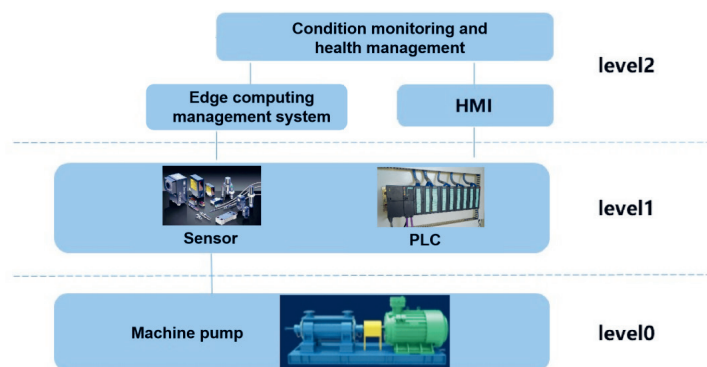 Condition monitoring and
health management
level2
Edge computing
management system
HMI
level1
Sensor
PLC
Machine pump
level0